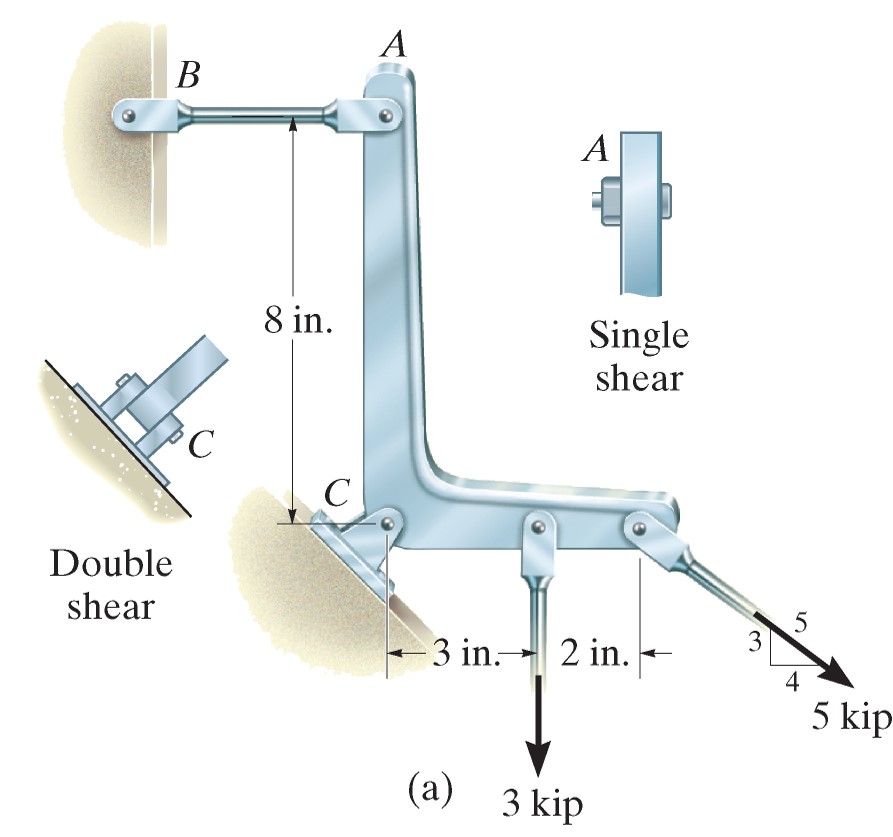 A
B
A
8 in.
Single
shear
C
C
Double
shear
3 in.
2 in.
5
3
4
5 kip
(a)
3 kip